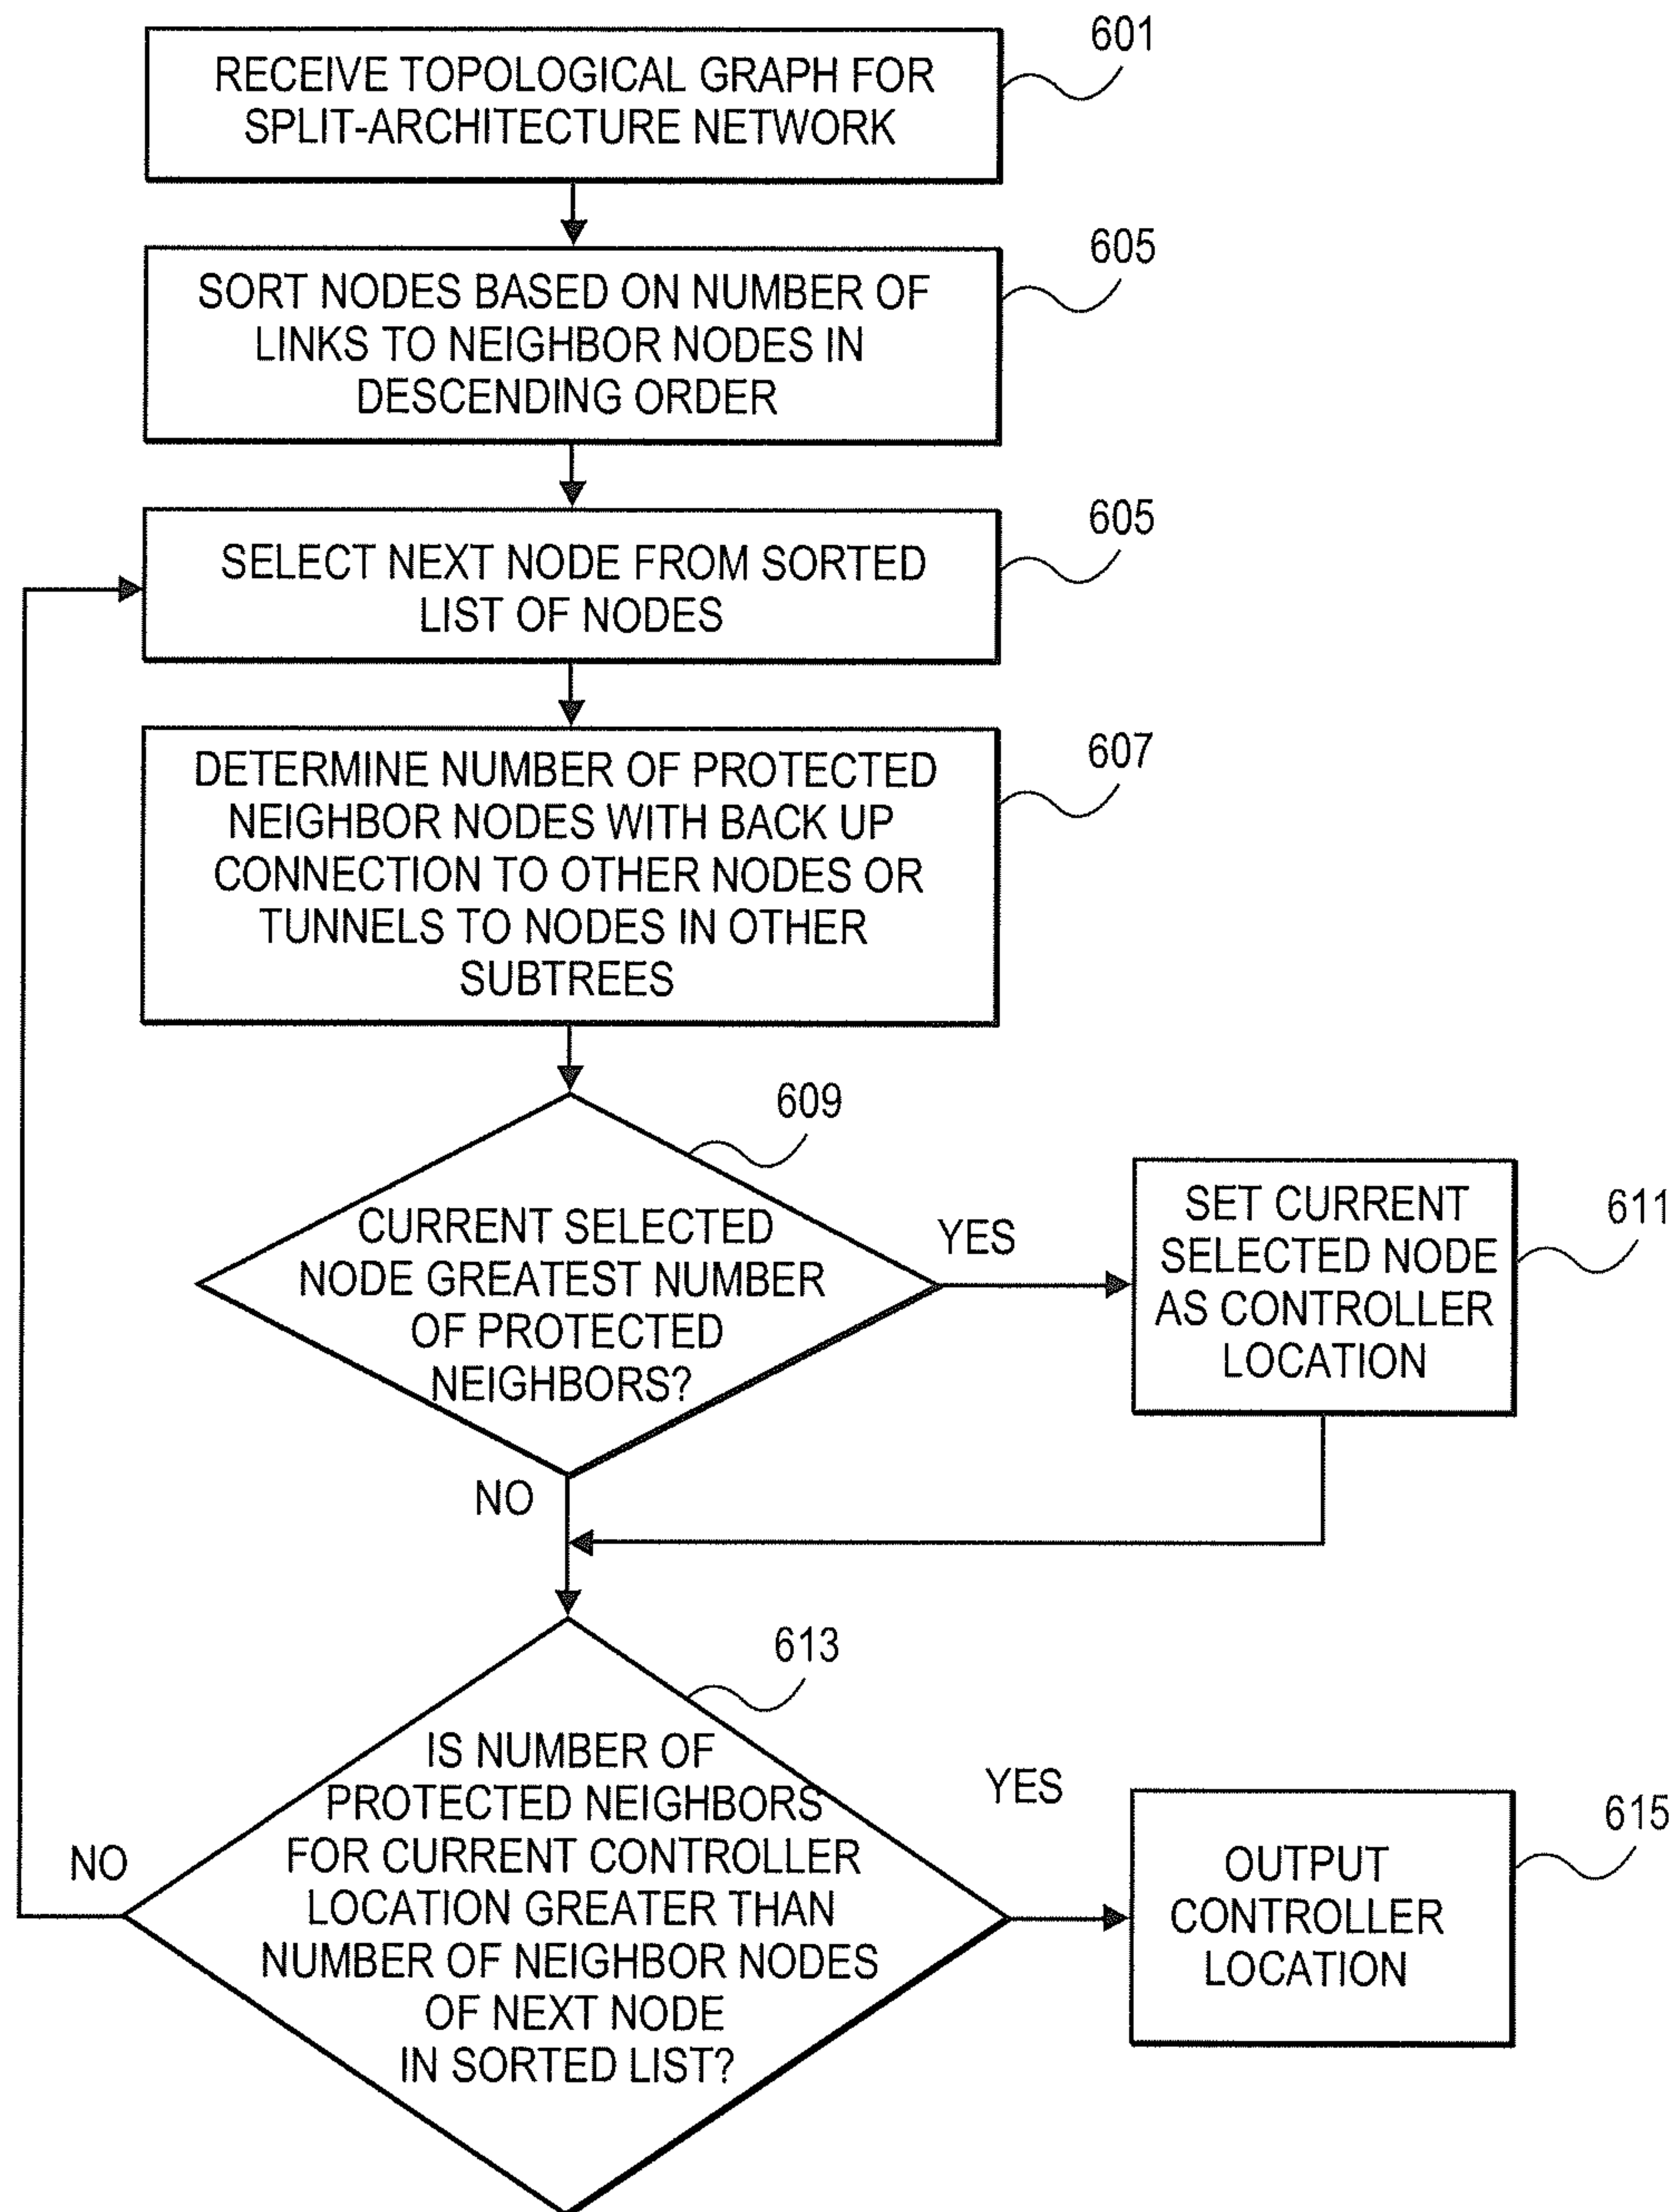 601
RECEIVE TOPOLOGICAL GRAPH FOR
SPLIT-ARCHITECTURE NETWORK
605
SORT NODES BASED ON NUMBER OF
LINKS TO NEIGHBOR NODES IN
DESCENDING ORDER
605
SELECT NEXT NODE FROM SORTED
LIST OF NODES
607
DETERMINE NUMBER OF PROTECTED
NEIGHBOR NODES WITH BACK UP
CONNECTION TO OTHER NODES OR
TUNNELS TO NODES IN OTHER
SUBTREES
609
CURRENT SELECTED
NODE GREATEST NUMBER
OF PROTECTED
NEIGHBORS?
YES
SET CURRENT
SELECTED NODE
AS CONTROLLER
LOCATION
611
NO
613
IS NUMBER OF
PROTECTED NEIGHBORS
FOR CURRENT CONTROLLER
LOCATION GREATER THAN
NUMBER OF NEIGHBOR NODES
OF NEXT NODE
IN SORTED LIST?
NO
YES
OUTPUT
CONTROLLER
LOCATION
615